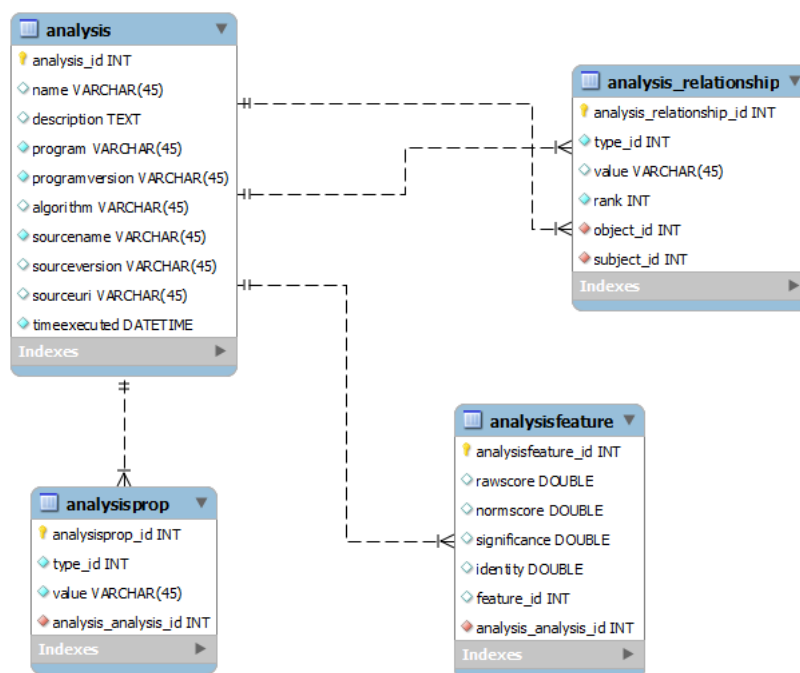 analysis
analysis_id INT
name VARCHAR(45)
description TEXT
program VARCHAR(45)
programversion VARCHAR(45)
algorithm VARCHAR(45)
sourcename VARCHAR(45)
sourceversion VARCHAR(45)
sourceuri VARCHAR(45)
timeexecuted DATETIME
Indexes
analysis_relationship
analysis_relationship_id INT
type_id INT
value VARCHAR(45)
rank INT
object_id INT
subject_id INT
Indexes
analysisprop
analysisprop_id INT
type_id INT
value VARCHAR(45)
analysis_analysis_id INT
Indexes
analysisfeature
analysisfeature_id INT
rawscore DOUBLE
normscore DOUBLE
significance DOUBLE
identity DOUBLE
feature_id INT
analysis_analysis_id INT
Indexes